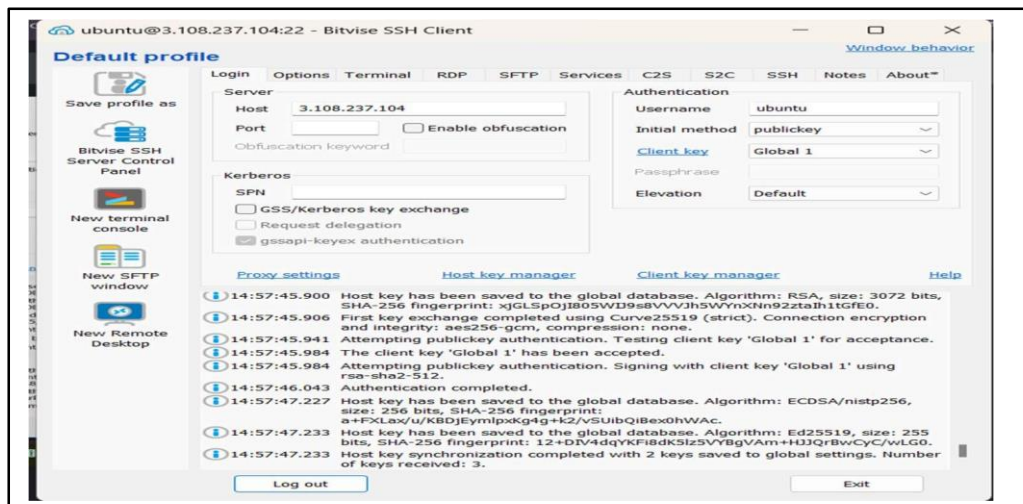 ubuntu@3.108.237.104:22 - Bitvise SSH Client
Default profile
Window behavior
Login Options Terminal RDP SFTP Services C2S S2C SSH Notes About*
Save profile as
Bitvise SSH
Server Control
Panel
New terminal
console
New SFTP
window
New Remote
Desktop
Server
Host 3.108.237.104
Port Enable obfuscation
Obfuscation keyword
Kerberos
SPN
GSS/Kerberos key exchange
Request delegation
gssapi-keyex authentication
Authentication
Username ubuntu
Initial method publickey
Client key Global 1
Passphrase
Elevation Default
Proxy settings Host key manager Client key manager Help
14:57:45.900 Host key has been saved to the global database. Algorithm: RSA, size: 3072 bits,
SHA-256 fingerprint:
14:57:45.906 First key exchange completed using Curve25519 (strict). Connection encryption
and integrity: aes256-gcm, compression: none.
14:57:45.941 Attempting publickey authentication. Testing client key 'Global 1' for acceptance.
14:57:45.984 The client key 'Global 1' has been accepted.
14:57:45.984 Attempting publickey authentication. Signing with client key 'Global 1' using
rsa-sha2-512.
14:57:46.043 Authentication completed.
14:57:47.227 Host key has been saved to the global database. Algorithm: ECDSA/nistp256,
size: 256 bits, SHA-256 fingerprint:
14:57:47.233 Host key has been saved to the global database. Algorithm: Ed25519, size: 255
bits, SHA-256 fingerprint:
14:57:47.233 Host key synchronization completed with 2 keys saved to global settings. Number
of keys received: 3.
Log out Exit